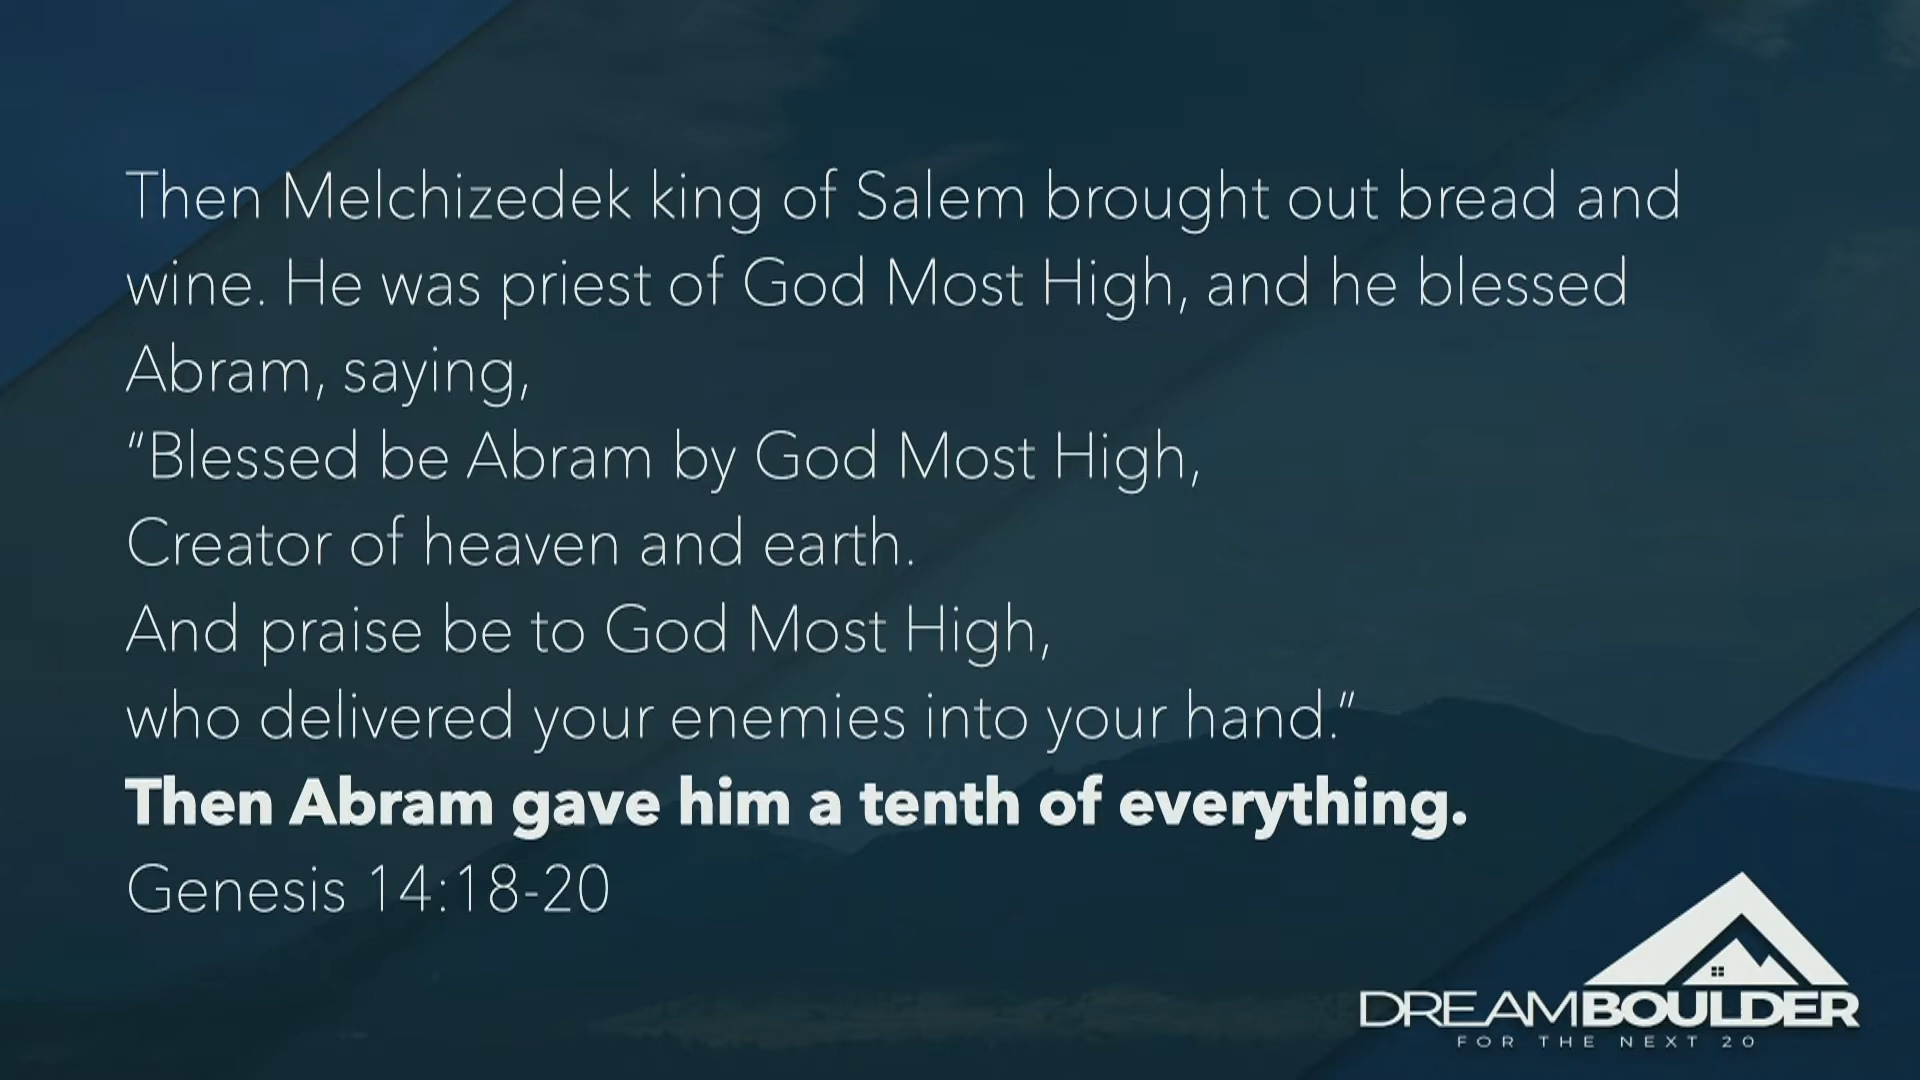 Then Melchizedek king of Salem brought out bread and
wine. He was priest of God Most High, and he blessed
Abram, saying,
“Blessed be Abram by God Most High,
Creator of heaven and earth.
And praise be to God Most High,
who delivered your enemies into your hand.”
Then Abram gave him a tenth of everything.
Genesis 14:18-20
DREAMBOULDER
FOR THE NEXT 20